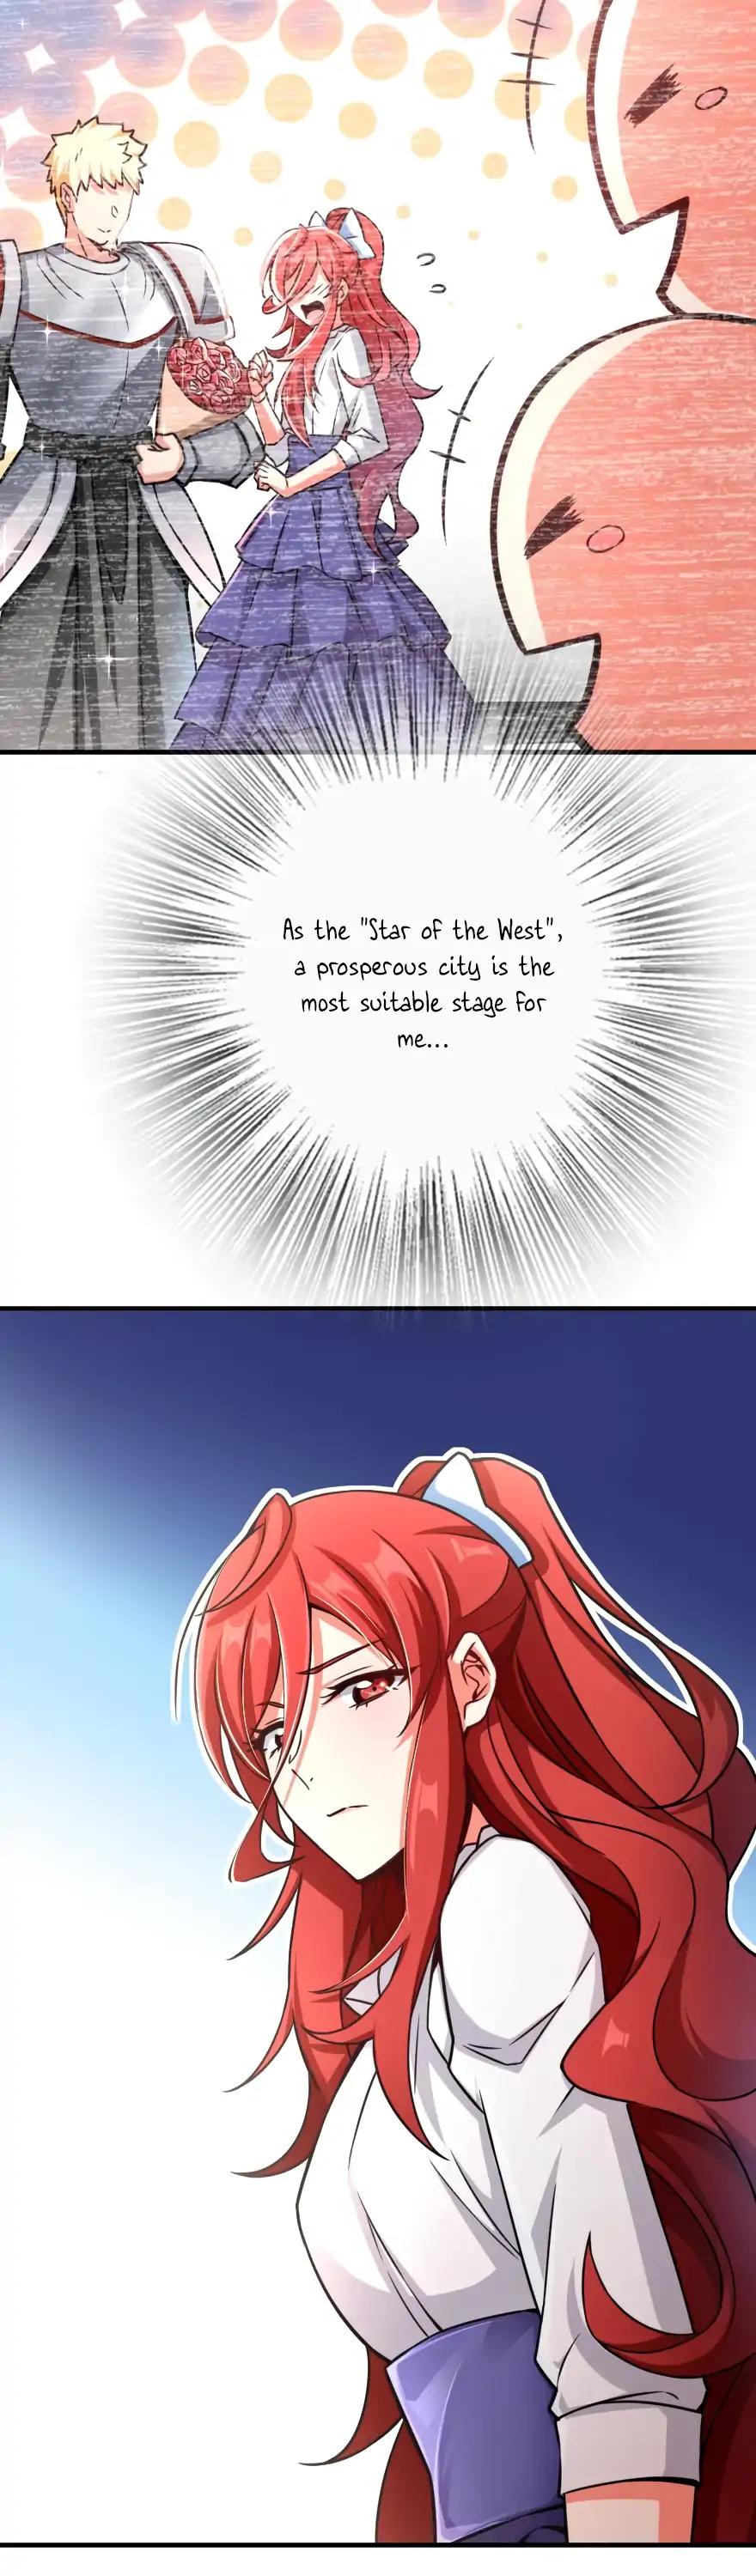 As the "Star of the West",
a prosperous city is the
most suitable stage for
me...